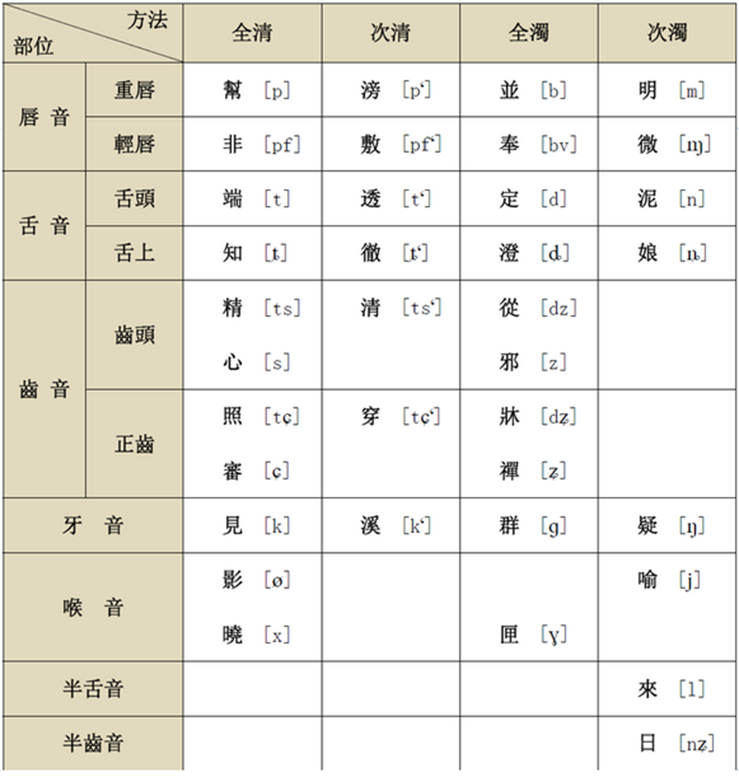 方法
部位
全清 次清 全濁 次濁
脣音 重脣 幫 [p] 滂 [p‘] 並 [b] 明 [m]
輕脣 非 [pf] 敷 [pf‘] 奉 [bv] 微 [ɱ]
舌音 舌頭 端 [t] 透 [t‘] 定 [d] 泥 [n]
舌上 知 [ȶ] 徹 [ȶ‘] 澄 [ȡ] 娘 [ȵ]
齒音 齒頭 精 [ts] 清 [ts‘] 從 [dz]
心 [s] 邪 [z]
正齒 照 [tɕ] 穿 [tɕ‘] 牀 [dʑ]
審 [ɕ] 禪 [ʑ]
牙音 見 [k] 溪 [k‘] 群 [ɡ] 疑 [ŋ]
喉音 影 [ø] 喻 [j]
曉 [x] 匣 [ɣ]
半舌音 來 [l]
半齒音 日 [nʑ]